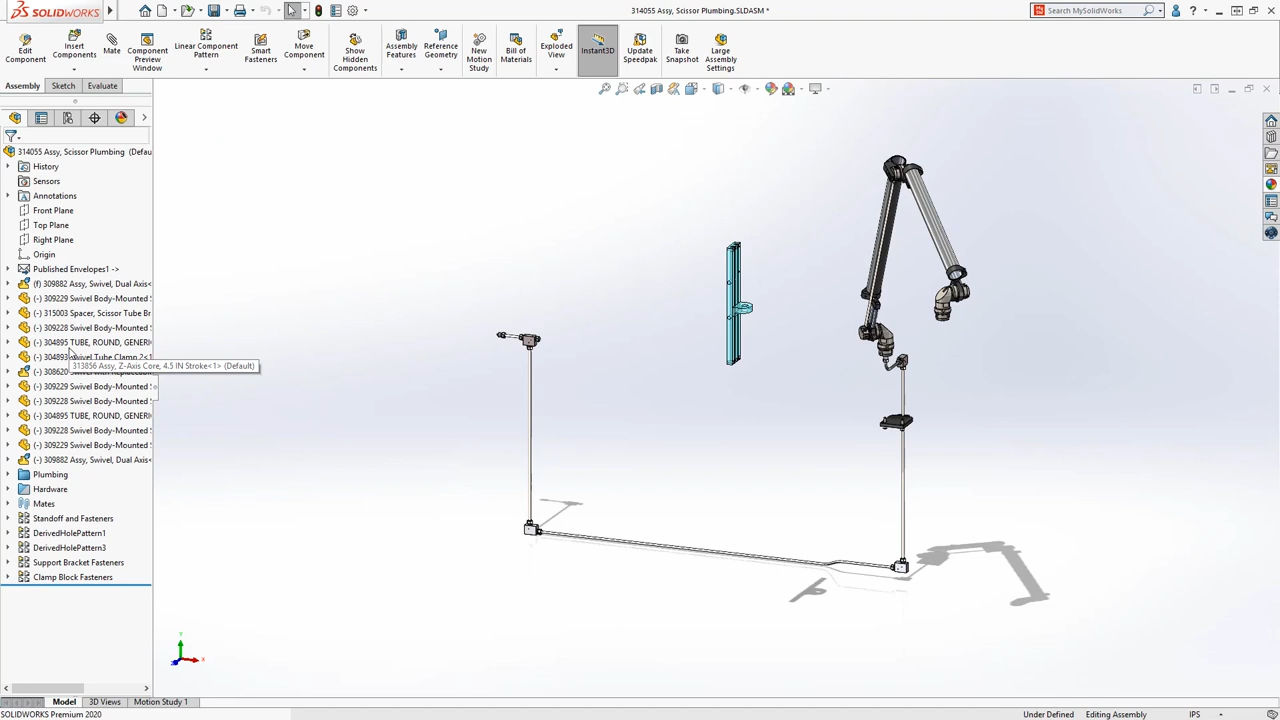 SOLIDWORKS
314055 Assy, Scissor Plumbing.SLDASM *
Search MySolidWorks
Edit Component
Insert Components
Mate
Component Preview Window
Linear Component Pattern
Smart Fasteners
Move Component
Show Hidden Components
Assembly Features
Reference Geometry
New Motion Study
Bill of Materials
Exploded View
Instant3D
Update Speedpak
Take Snapshot
Large Assembly Settings
Assembly Sketch Evaluate
314055 Assy, Scissor Plumbing (Defau
History
Sensors
Annotations
Front Plane
Top Plane
Right Plane
Origin
Published Envelopes1 ->
(f) 309882 Assy, Swivel, Dual Axis<
(-) 309229 Swivel Body-Mounted
(-) 315003 Spacer, Scissor Tube Br
(-) 309228 Swivel Body-Mounted
(-) 304895 TUBE, ROUND, GENERI
(-) 304893 Swivel Tube Clamp 2<1
313856 Assy, Z-Axis Core, 4.5 IN Stroke<1> (Default)
(-) 309229 Swivel Body-Mounted
(-) 309228 Swivel Body-Mounted
(-) 304895 TUBE, ROUND, GENERI
(-) 309228 Swivel Body-Mounted
(-) 309229 Swivel Body-Mounted
(-) 309882 Assy, Swivel, Dual Axis<
Plumbing
Hardware
Mates
Standoff and Fasteners
DerivedHolePattern1
DerivedHolePattern3
Support Bracket Fasteners
Clamp Block Fasteners
Y
X
Z
Model 3D Views Motion Study 1
SOLIDWORKS Premium 2020
Under Defined Editing Assembly IPS